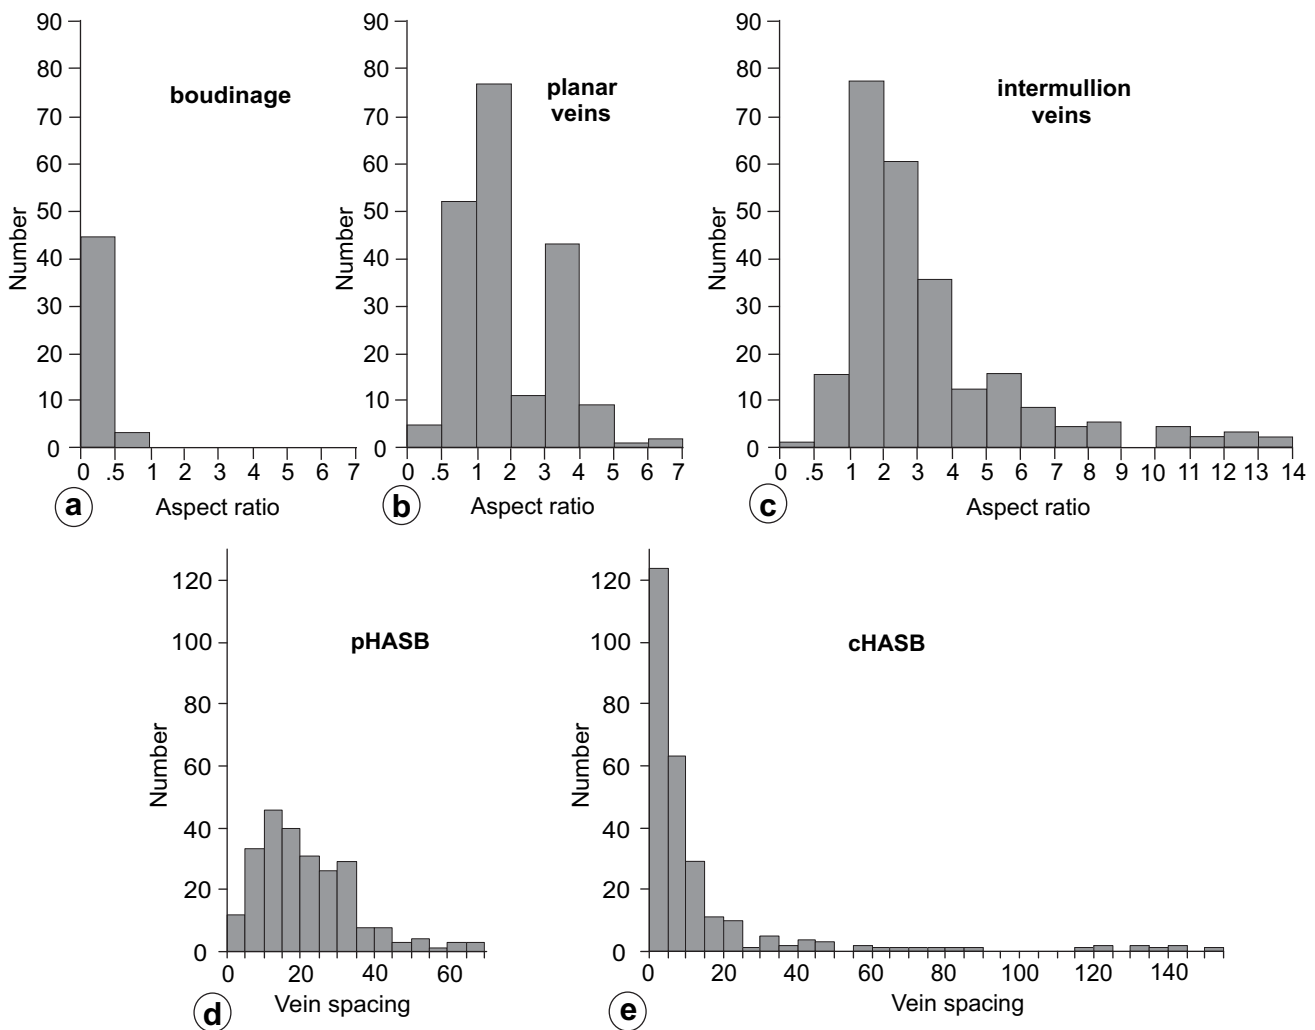 90
80
70
60
50
40
30
20
10
0
Number
boudinage
0 .5 1 2 3 4 5 6 7
a
Aspect ratio
90
80
70
60
50
40
30
20
10
0
Number
planar
veins
0 .5 1 2 3 4 5 6 7
b
Aspect ratio
90
80
70
60
50
40
30
20
10
0
Number
intermullion
veins
0 .5 1 2 3 4 5 6 7 8 9 10 11 12 13 14
c
Aspect ratio
120
100
80
60
40
20
0
Number
pHASB
0 20 40 60
d
Vein spacing
120
100
80
60
40
20
0
Number
cHASB
0 20 40 60 80 100 120 140
e
Vein spacing